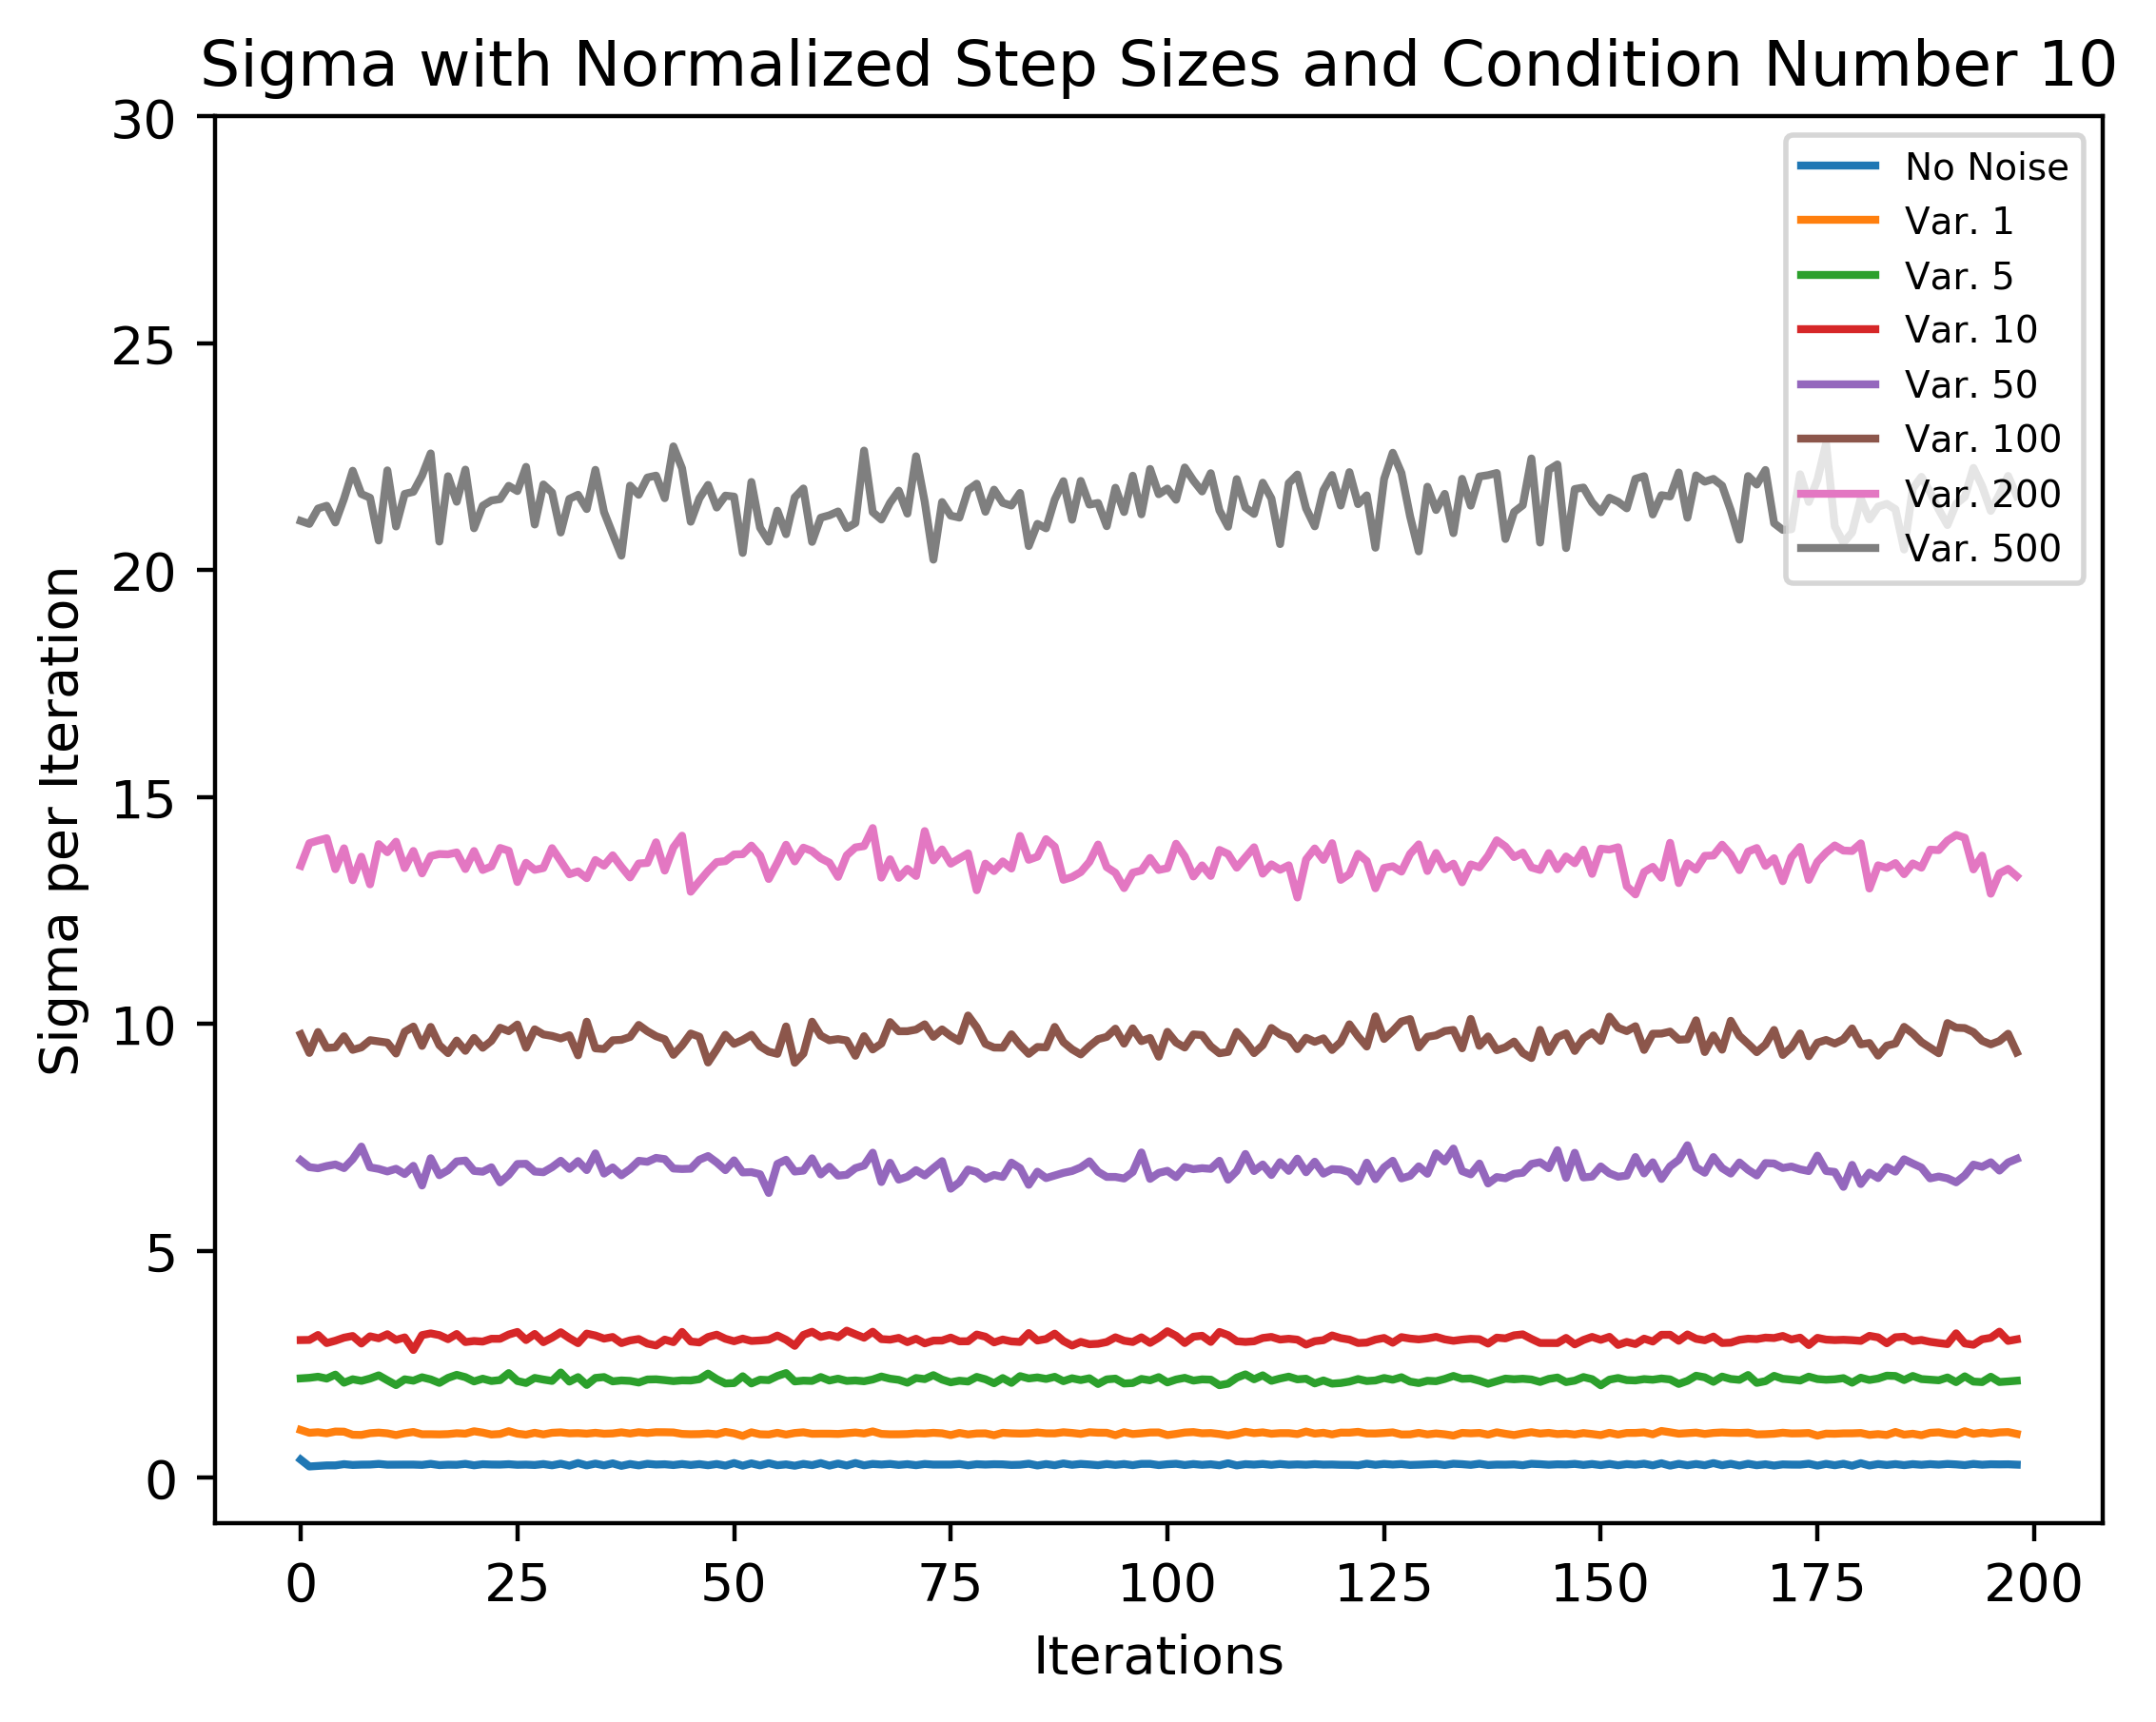 Sigma with Normalized Step Sizes and Condition Number 10
30
25
20
15
10
5
0
Sigma per Iteration
No Noise
Var. 1
Var. 5
Var. 10
Var. 50
Var. 100
Var. 200
Var. 500
0 25 50 75 100 125 150 175 200
Iterations